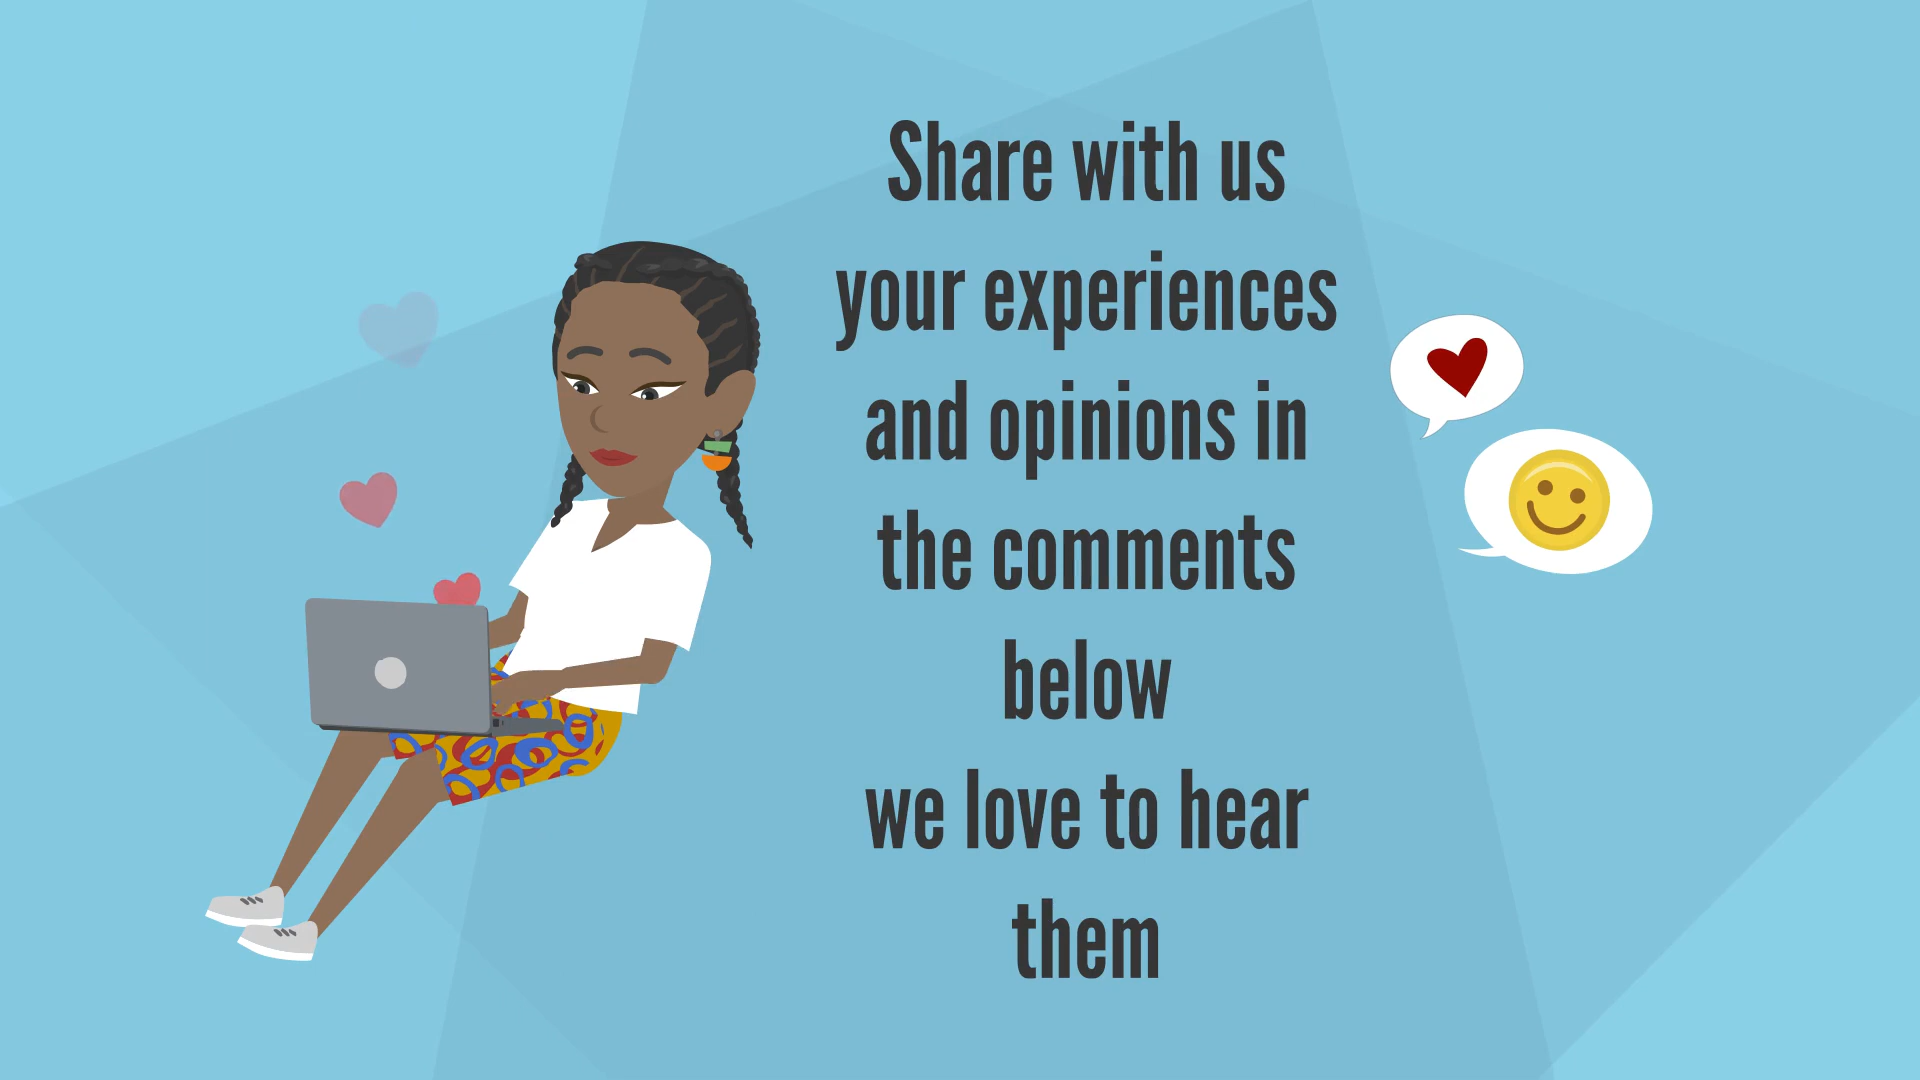 Share with us
your experiences
and opinions in
the comments
below
we love to hear
them